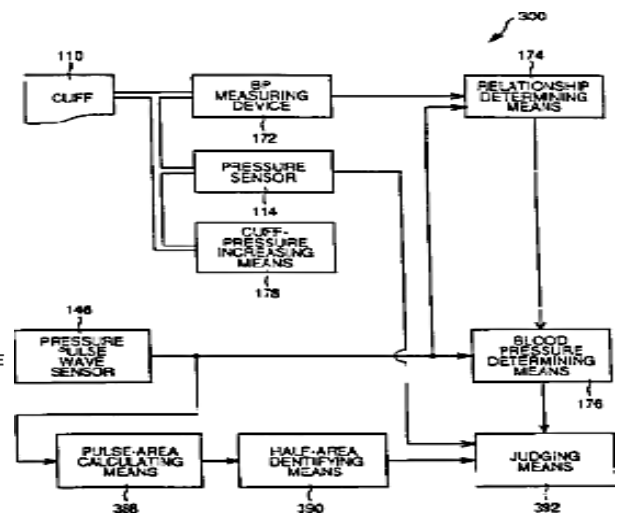 300
110
CUFF
BP
MEASURING
DEVICE
172
174
RELATIONSHIP
DETERMINING
MEANS
PRESSURE
SENSOR
114
CUFF-
PRESSURE
INCREASING
MEANS
178
146
PRESSURE
PULSE
WAVE
SENSOR
E
BLOOD
PRESSURE
DETERMINING
MEANS
176
PULSE-AREA
CALCULATING
MEANS
388
HALF-AREA
IDENTIFYING
MEANS
390
JUDGING
MEANS
392